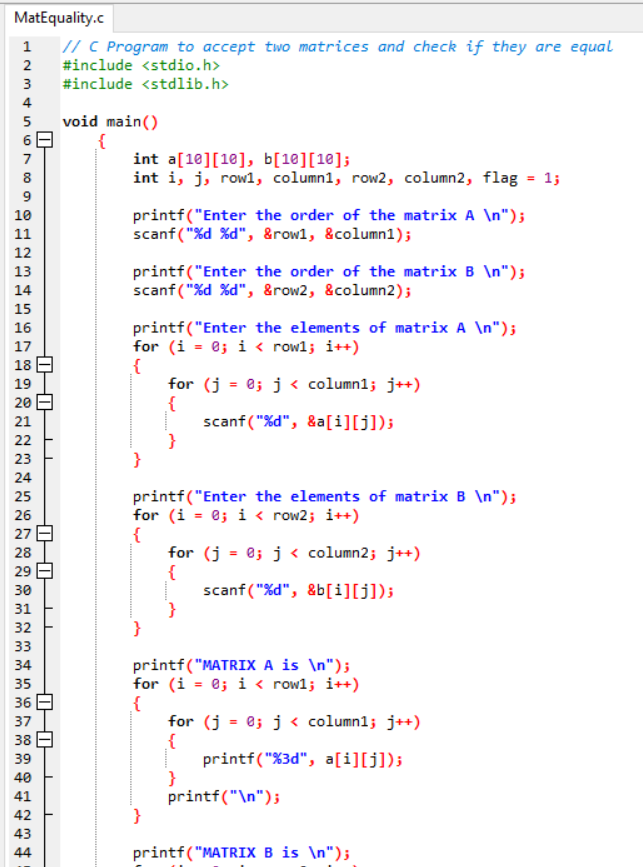 MatEquality.c
1 // C Program to accept two matrices and check if they are equal
2 #include <stdio.h>
3 #include <stdlib.h>
4
5 void main()
6 {
7 int a[10][10], b[10][10];
8 int i, j, row1, column1, row2, column2, flag = 1;
9
10 printf("Enter the order of the matrix A \n");
11 scanf("%d %d", &row1, &column1);
12
13 printf("Enter the order of the matrix B \n");
14 scanf("%d %d", &row2, &column2);
15
16 printf("Enter the elements of matrix A \n");
17 for (i = 0; i < row1; i++)
18 {
19 for (j = 0; j < column1; j++)
20 {
21 scanf("%d", &a[i][j]);
22 }
23 }
24
25 printf("Enter the elements of matrix B \n");
26 for (i = 0; i < row2; i++)
27 {
28 for (j = 0; j < column2; j++)
29 {
30 scanf("%d", &b[i][j]);
31 }
32 }
33
34 printf("MATRIX A is \n");
35 for (i = 0; i < row1; i++)
36 {
37 for (j = 0; j < column1; j++)
38 {
39 printf("%3d", a[i][j]);
40 }
41 printf("\n");
42 }
43
44 printf("MATRIX B is \n");